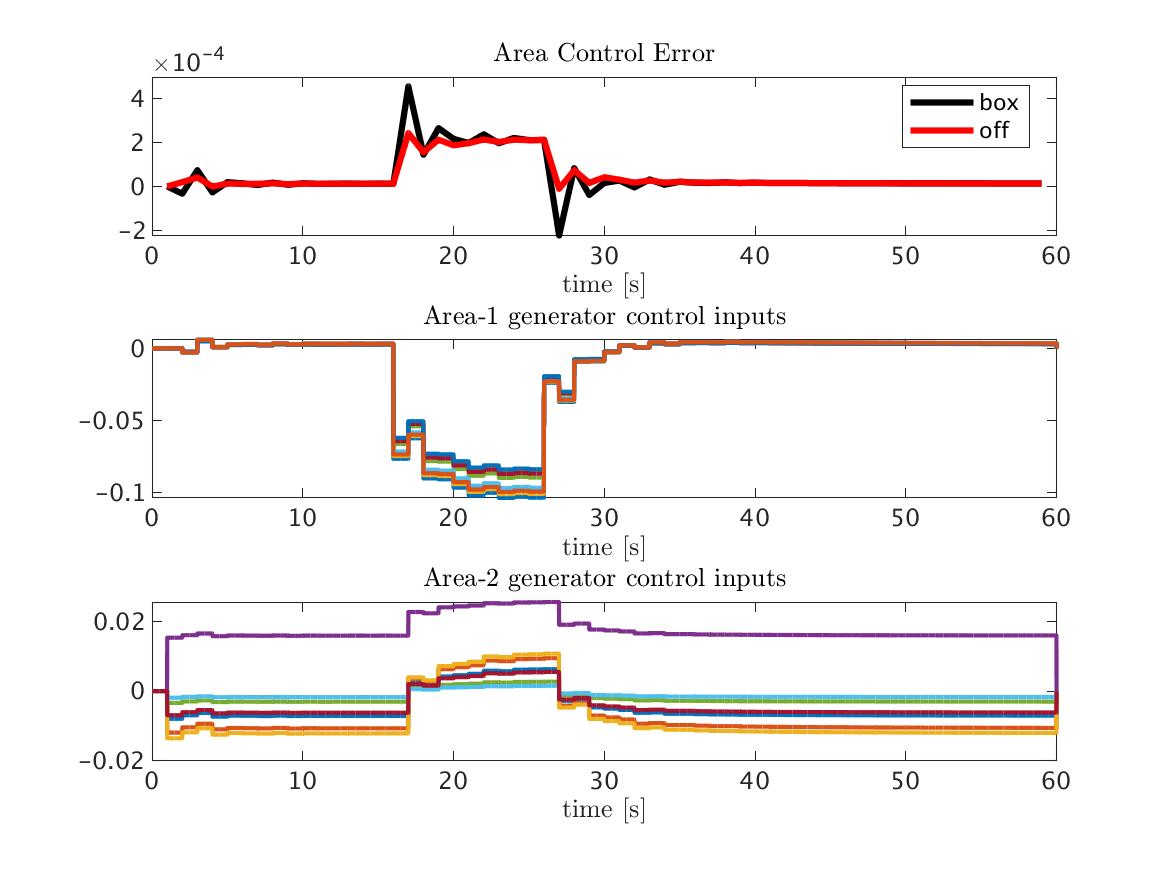 Area Control Error
×10⁻⁴
4
2
0
−2
box
off
0 10 20 30 40 50 60
time [s]
Area-1 generator control inputs
0
−0.05
−0.1
0 10 20 30 40 50 60
time [s]
Area-2 generator control inputs
0.02
0
−0.02
0 10 20 30 40 50 60
time [s]